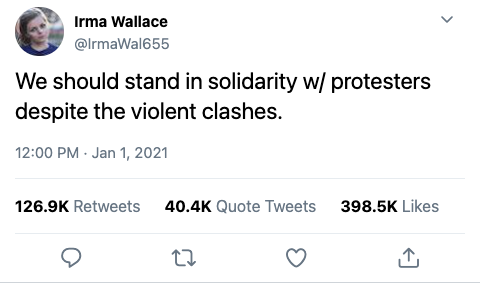 Irma Wallace
@IrmaWal655
We should stand in solidarity w/ protesters
despite the violent clashes.
12:00 PM · Jan 1, 2021
126.9K Retweets 40.4K Quote Tweets 398.5K Likes